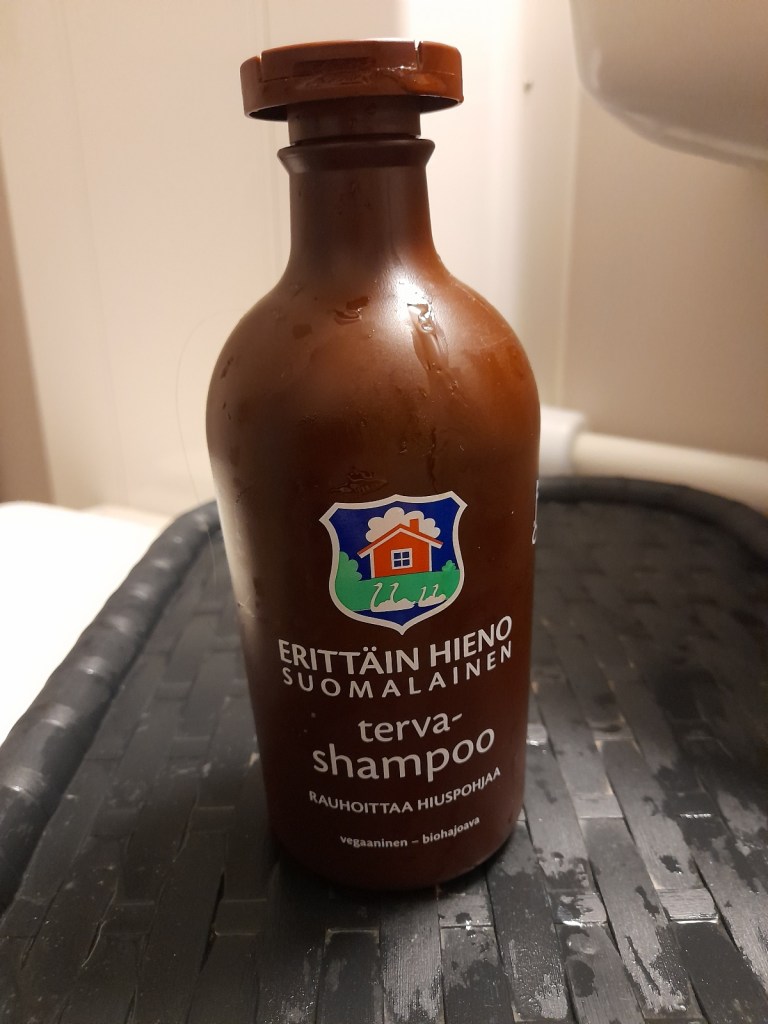 ERITTÄIN HIENO
SUOMALAINEN
terva-
shampoo
RAUHOITTAA HIUSPOHJAA
vegaaninen – biohajoava